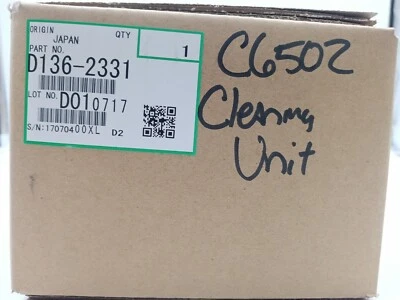 ORIGIN
JAPAN
QTY
1
PART NO.
D136-2331
LOT NO. D010717
S/N:17070400XL D2
C6502
Cleaning
Unit